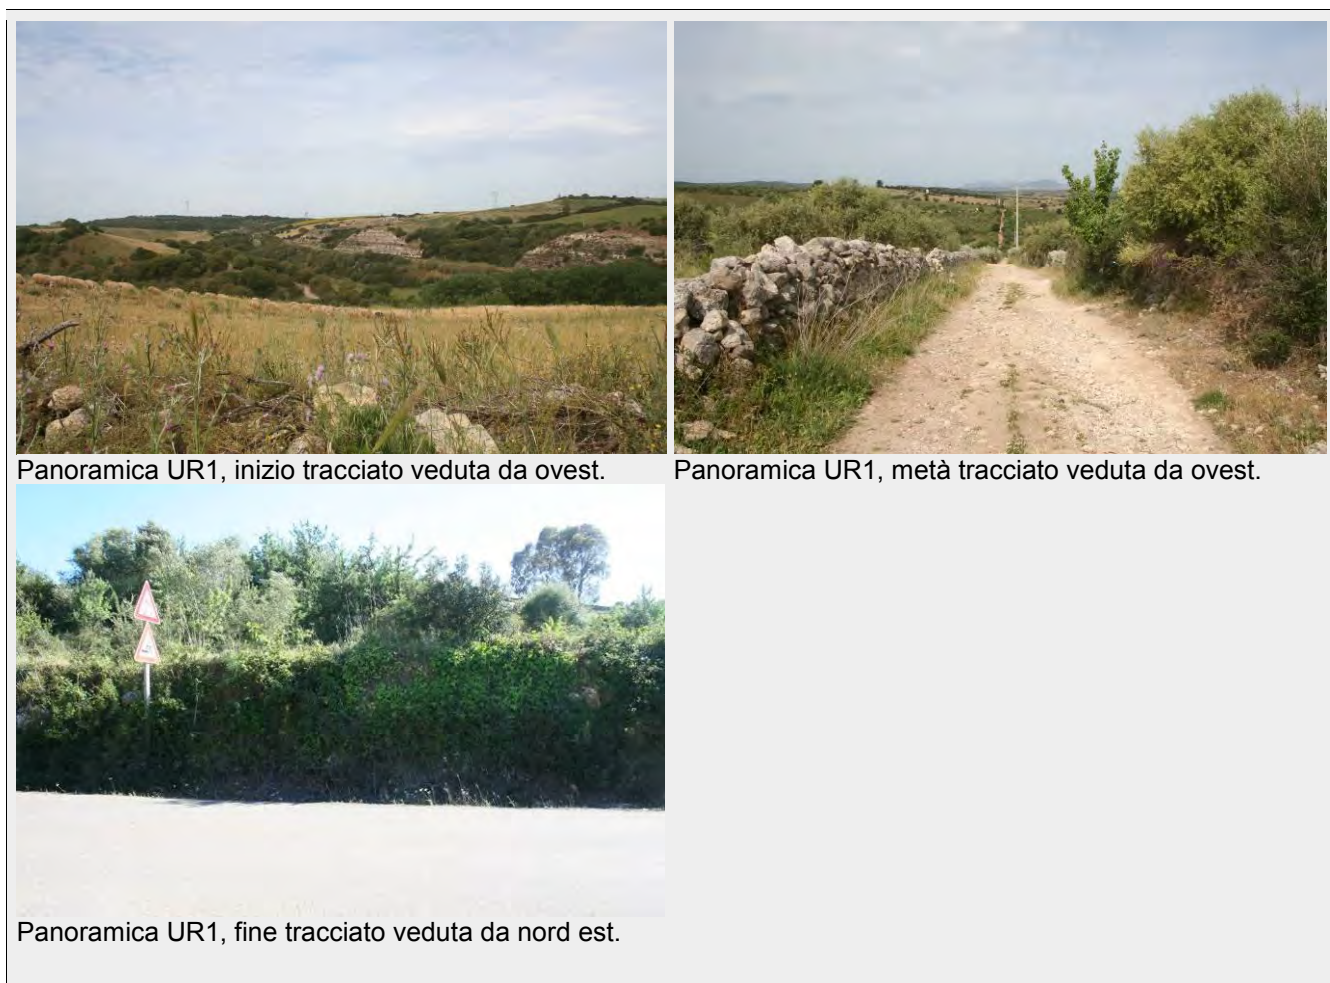 Panoramica UR1, inizio tracciato veduta da ovest.
Panoramica UR1, metà tracciato veduta da ovest.
Panoramica UR1, fine tracciato veduta da nord est.